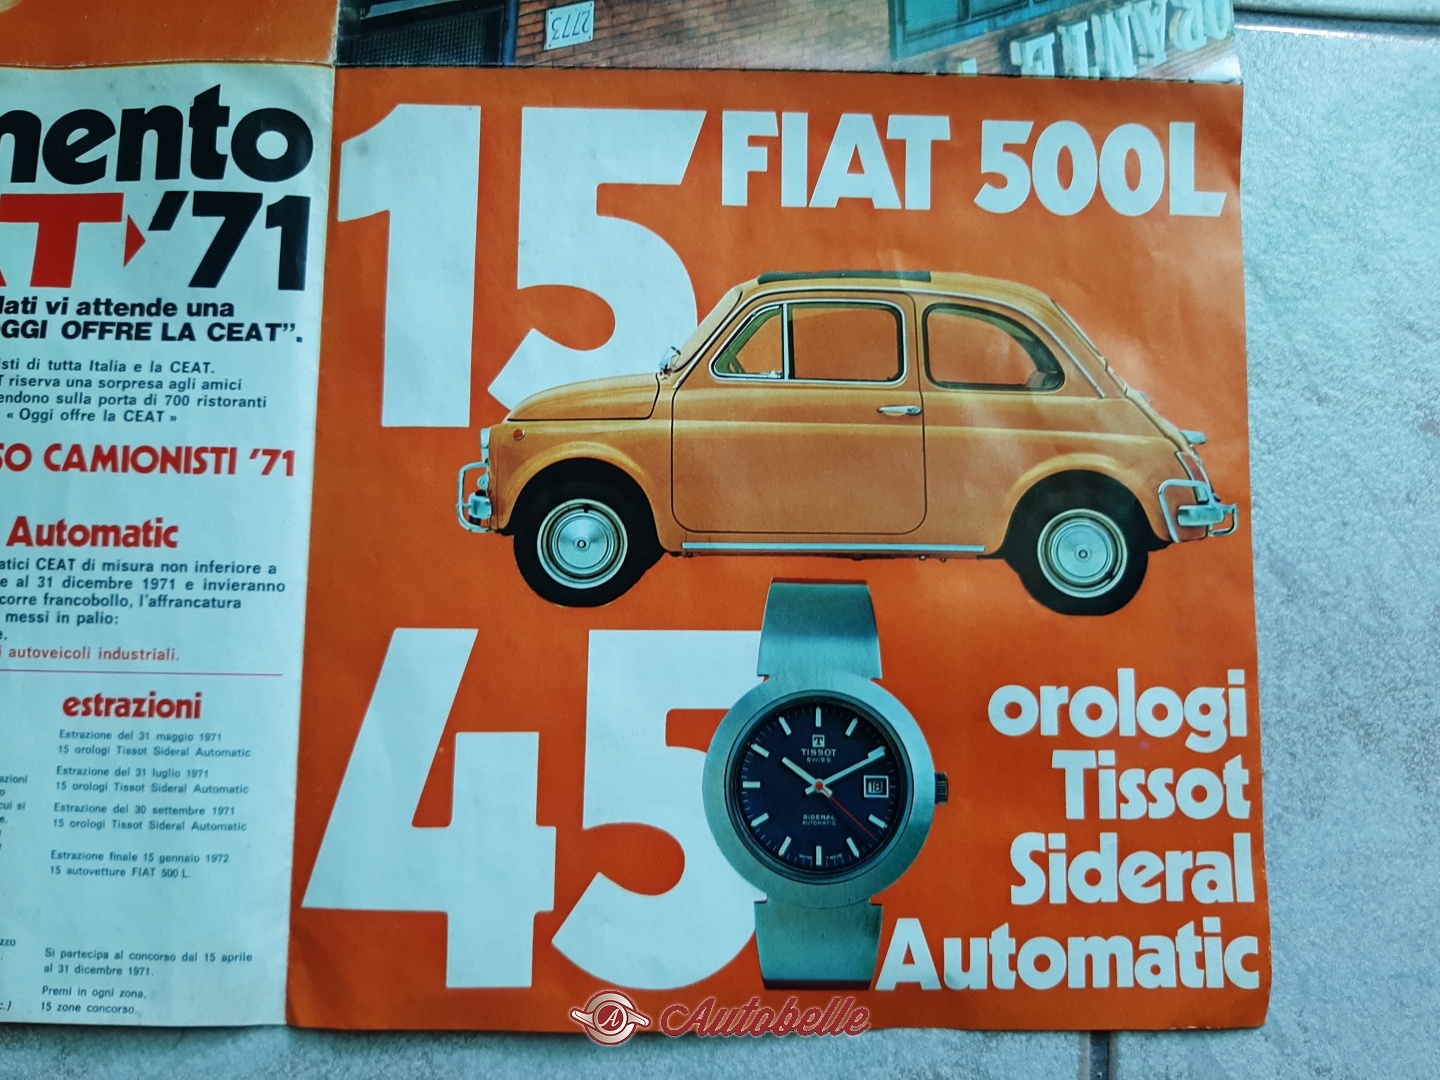 2773
ORANIE
mento
'71
lati vi attende una
OGGI OFFRE LA CEAT".
isti di tutta Italia e la CEAT.
T riserva una sorpresa agli amici
endono sulla porta di 700 ristoranti
« Oggi offre la CEAT »
SO CAMIONISTI '71
Automatic
atici CEAT di misura non inferiore a
e al 31 dicembre 1971 e invieranno
corre francobollo, l'affrancatura
messi in palio:
e.
i autoveicoli industriali.
estrazioni
Estrazione del 31 maggio 1971
15 orologi Tissot Sideral Automatic
Estrazione del 31 luglio 1971
15 orologi Tissot Sideral Automatic
Estrazione del 30 settembre 1971
15 orologi Tissot Sideral Automatic
Estrazione finale 15 gennaio 1972
15 autovetture FIAT 500 L.
Si partecipa al concorso dal 15 aprile
al 31 dicembre 1971.
Premi in ogni zona,
15 zone concorso.
15 FIAT 500L
45
orologi
Tissot
Sideral
Automatic
T
TISSOT
SWISS
18
SIDERAL
AUTOMATIC
A Autobelle